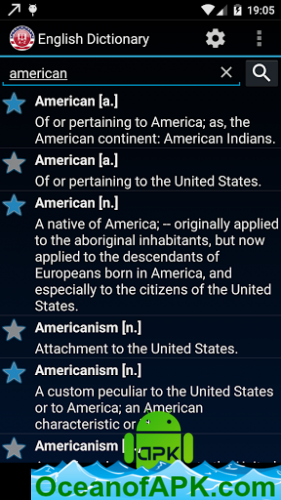 19:05
English Dictionary
american
American [a.]
Of or pertaining to America; as, the
American continent: American Indians.
American [a.]
Of or pertaining to the United States.
American [n.]
A native of America; -- originally applied
to the aboriginal inhabitants, but now
applied to the descendants of
Europeans born in America, and
especially to the citizens of the United
States.
Americanism [n.]
Attachment to the United States.
Americanism [n.]
A custom peculiar to the United States
or to America; an American
characteristic or
Americanism
APK
OceanofAPK.com